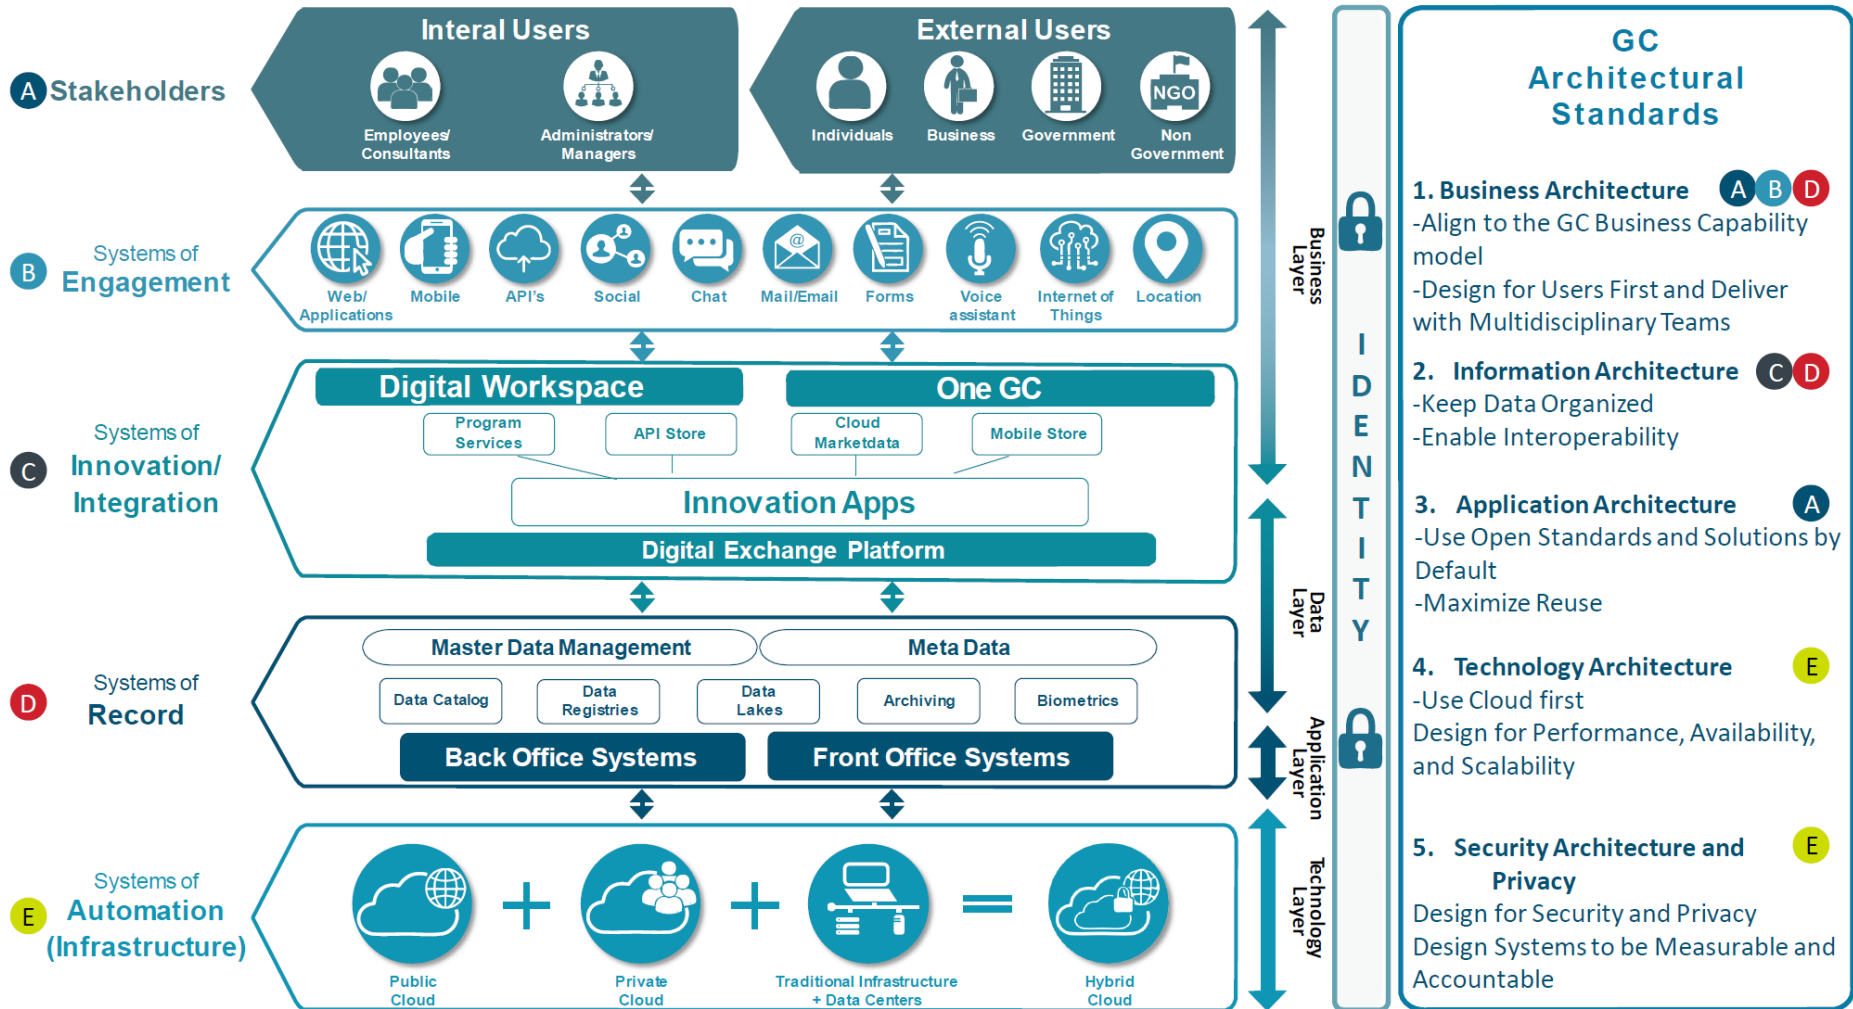 Interal Users
External Users
A Stakeholders
Employees/
Consultants
Administrators/
Managers
Individuals
Business
Government
NGO
Non
Government
B
Systems of
Engagement
@
Web/
Applications
Mobile
API's
Social
Chat
Mail/Email
Forms
Voice
assistant
Internet of
Things
Location
C
Systems of
Innovation/
Integration
Digital Workspace
One GC
Program
Services
API Store
Cloud
Marketdata
Mobile Store
Innovation Apps
Digital Exchange Platform
D
Systems of
Record
Master Data Management
Meta Data
Data Catalog
Data
Registries
Data
Lakes
Archiving
Biometrics
Back Office Systems
Front Office Systems
E
Systems of
Automation
(Infrastructure)
Public
Cloud
+
Private
Cloud
+
Traditional Infrastructure
+ Data Centers
=
Hybrid
Cloud
Business
Layer
Data
Layer
Application
Layer
Technology
Layer
IDENTITY
GC
Architectural
Standards
1. Business Architecture A B D
-Align to the GC Business Capability
model
-Design for Users First and Deliver
with Multidisciplinary Teams
2. Information Architecture C D
-Keep Data Organized
-Enable Interoperability
3. Application Architecture A
-Use Open Standards and Solutions by
Default
-Maximize Reuse
4. Technology Architecture E
-Use Cloud first
Design for Performance, Availability,
and Scalability
5. Security Architecture and E
Privacy
Design for Security and Privacy
Design Systems to be Measurable and
Accountable